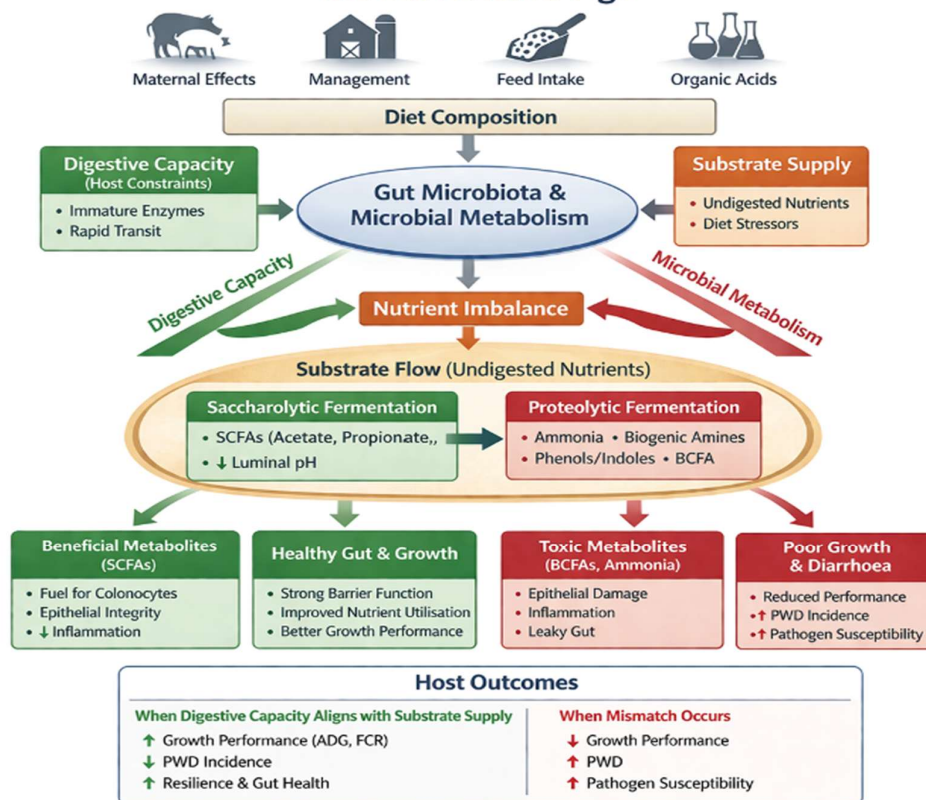 Maternal Effects
Management
Feed Intake
Organic Acids
Diet Composition
Digestive Capacity
(Host Constraints)
• Immature Enzymes
• Rapid Transit
Gut Microbiota &
Microbial Metabolism
Substrate Supply
• Undigested Nutrients
• Diet Stressors
Digestive Capacity
Microbial Metabolism
Nutrient Imbalance
Substrate Flow (Undigested Nutrients)
Saccharolytic Fermentation
• SCFAs (Acetate, Propionate,,
• ↓ Luminal pH
Proteolytic Fermentation
• Ammonia • Biogenic Amines
• Phenols/Indoles • BCFA
Beneficial Metabolites
(SCFAs)
• Fuel for Colonocytes
• Epithelial Integrity
• ↓ Inflammation
Healthy Gut & Growth
• Strong Barrier Function
• Improved Nutrient Utilisation
• Better Growth Performance
Toxic Metabolites
(BCFAs, Ammonia)
• Epithelial Damage
• Inflammation
• Leaky Gut
Poor Growth
& Diarrhoea
• Reduced Performance
•↑ PWD Incidence
•↑ Pathogen Susceptibility
Host Outcomes
When Digestive Capacity Aligns with Substrate Supply
↑ Growth Performance (ADG, FCR)
↓ PWD Incidence
↑ Resilience & Gut Health
When Mismatch Occurs
↓ Growth Performance
↑ PWD
↑ Pathogen Susceptibility